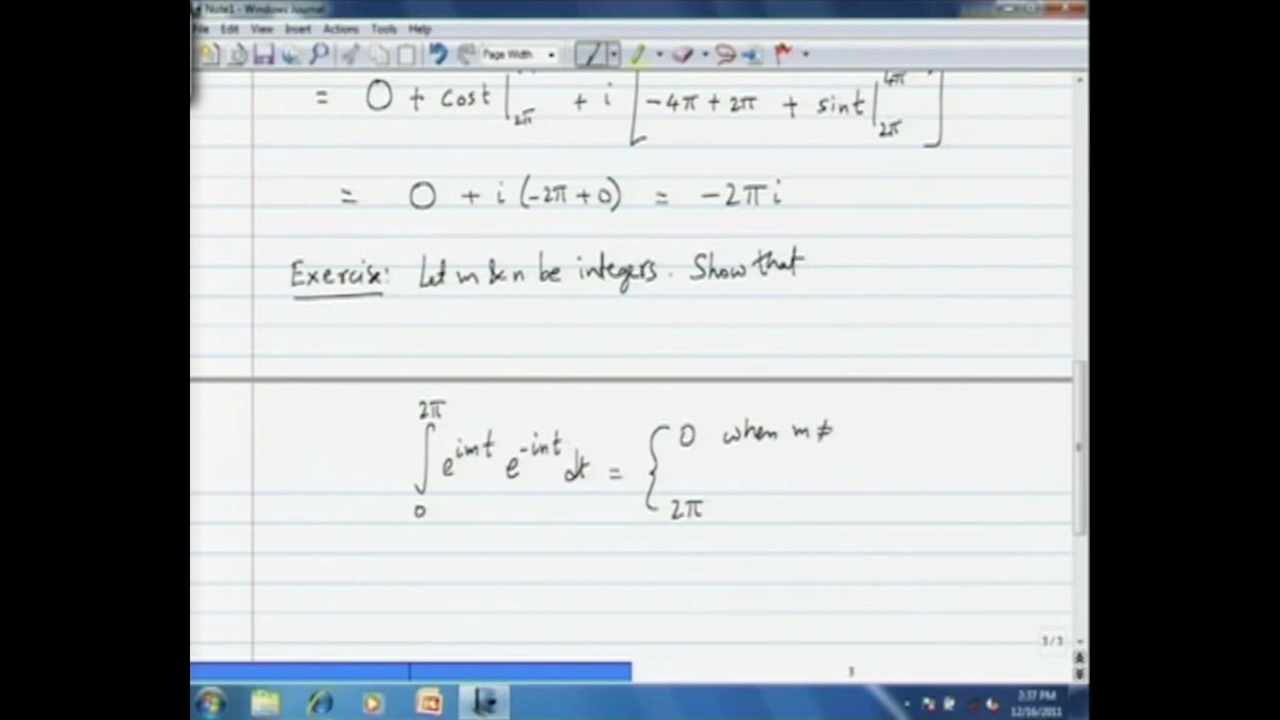 Note1 - Windows Journal
File Edit View Insert Actions Tools Help
Page Width
= 0 + cost |_{2π} + i [ -4π + 2π + sint |_{2π}^{4π} ]
= 0 + i (-2π + 0) = -2πi
Exercise: Let m & n be integers. Show that
∫_0^{2π} e^{imt} e^{-int} dt = { 0 when m ≠
2π
3/3
3
2:37 PM
12/16/2011